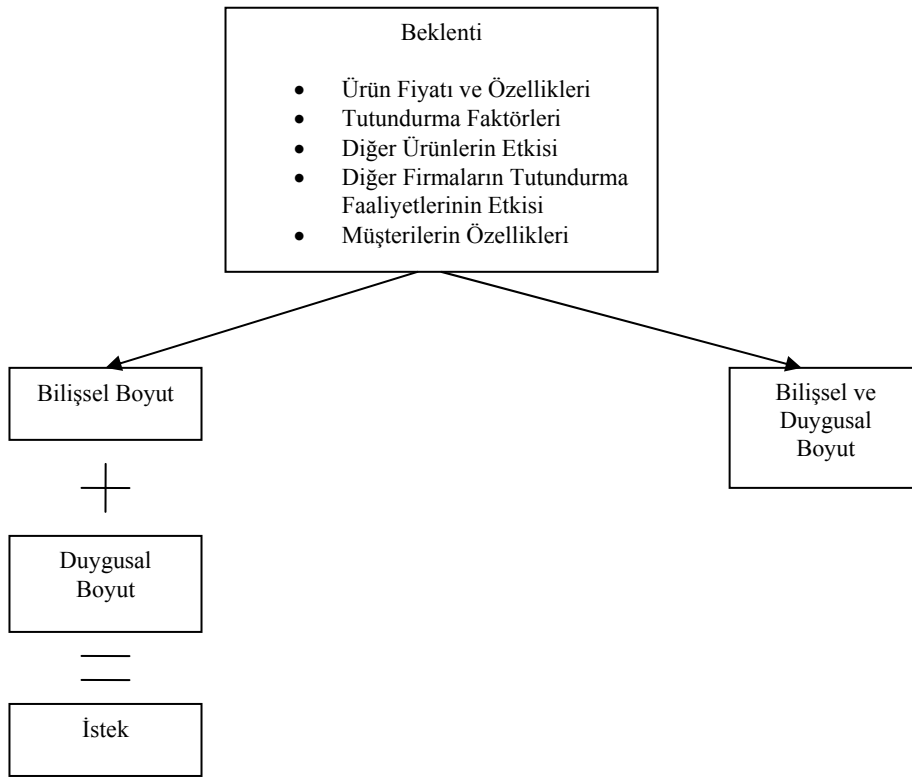 Beklenti
• Ürün Fiyatı ve Özellikleri
• Tutundurma Faktörleri
• Diğer Ürünlerin Etkisi
• Diğer Firmaların Tutundurma
Faaliyetlerinin Etkisi
• Müşterilerin Özellikleri
Bilişsel Boyut
+
Duygusal
Boyut
=
İstek
Bilişsel ve
Duygusal
Boyut